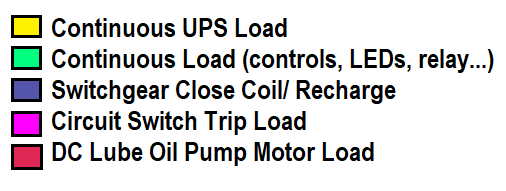 Continuous UPS Load
Continuous Load (controls, LEDs, relay...)
Switchgear Close Coil/ Recharge
Circuit Switch Trip Load
DC Lube Oil Pump Motor Load